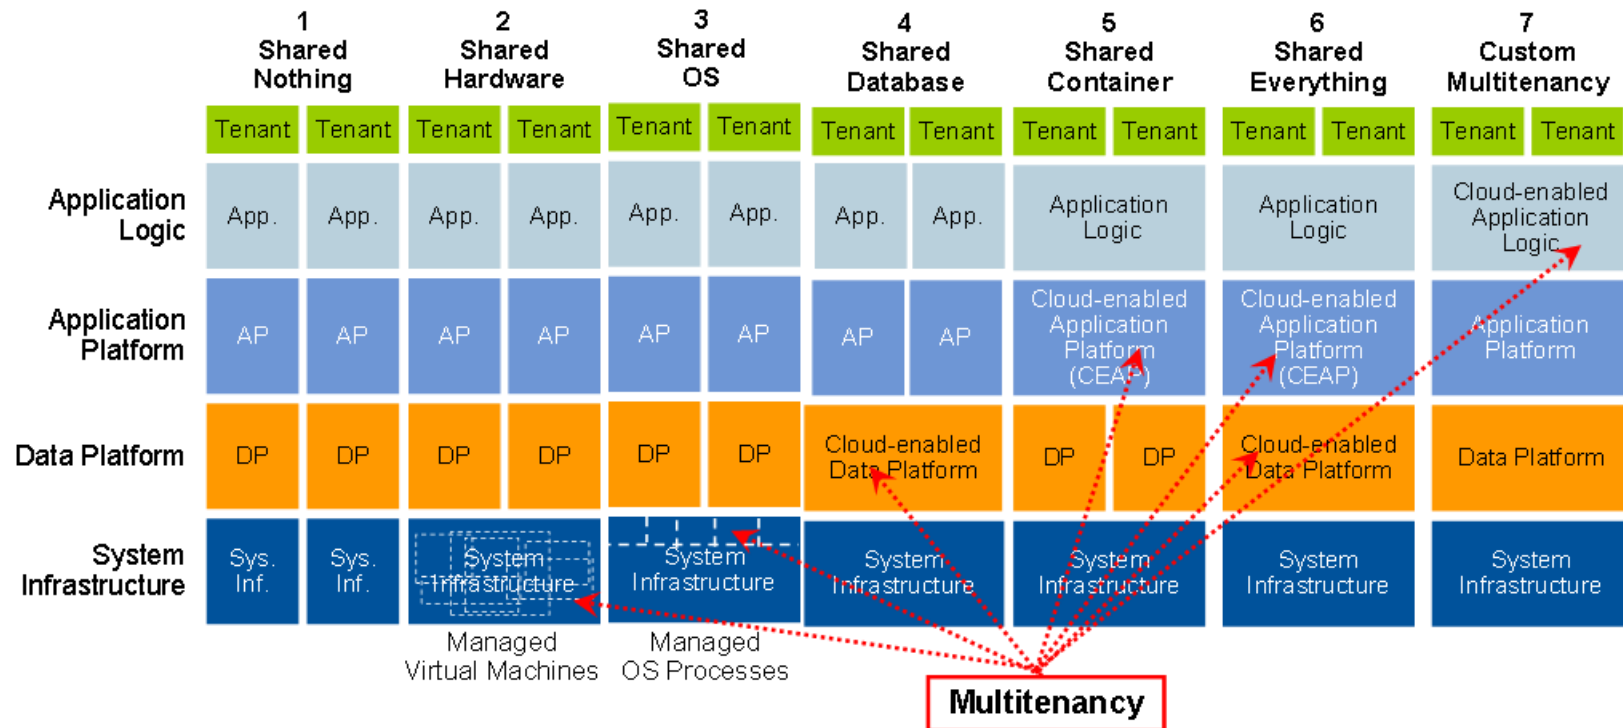 1
Shared
Nothing
2
Shared
Hardware
3
Shared
OS
4
Shared
Database
5
Shared
Container
6
Shared
Everything
7
Custom
Multitenancy
Tenant Tenant Tenant Tenant Tenant Tenant Tenant Tenant Tenant Tenant Tenant Tenant Tenant Tenant
Application
Logic
App. App. App. App. App. App. App. App.
Application
Logic
Application
Logic
Cloud-enabled
Application
Logic
Application
Platform
AP AP AP AP AP AP AP AP
Cloud-enabled
Application
Platform
(CEAP)
Cloud-enabled
Application
Platform
(CEAP)
Application
Platform
Data Platform
DP DP DP DP DP DP
Cloud-enabled
Data Platform
DP DP
Cloud-enabled
Data Platform
Data Platform
System
Infrastructure
Sys.
Inf.
Sys.
Inf.
System
Infrastructure
System
Infrastructure
System
Infrastructure
System
Infrastructure
System
Infrastructure
System
Infrastructure
Managed
Virtual Machines
Managed
OS Processes
Multitenancy